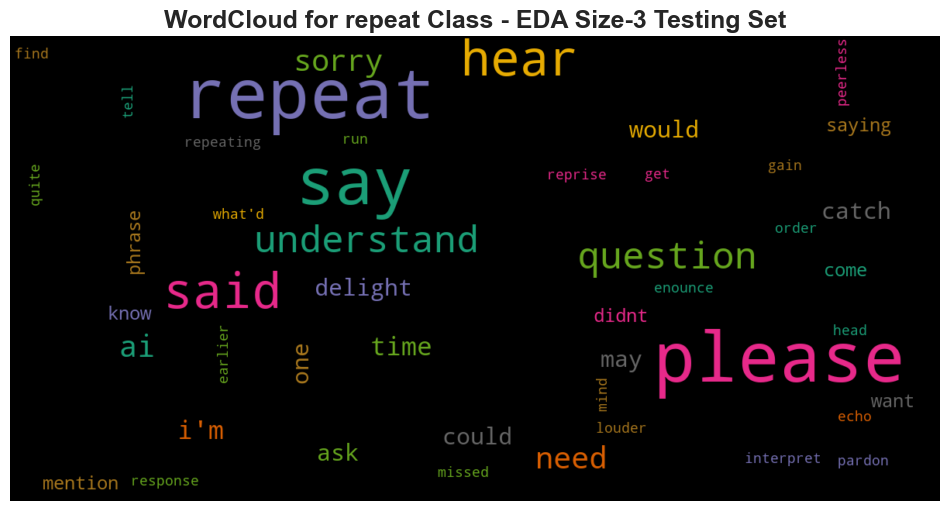 WordCloud for repeat Class - EDA Size-3 Testing Set
find
sorry
hear
peerless
tell
repeat
repeating
run
would
saying
quite
say
reprise
get
gain
what'd
phrase
understand
catch
order
question
come
said
delight
enounce
know
didnt
ai
earlier
one
time
may
please
head
mind
want
i'm
could
louder
echo
ask
need
missed
interpret
pardon
mention
response